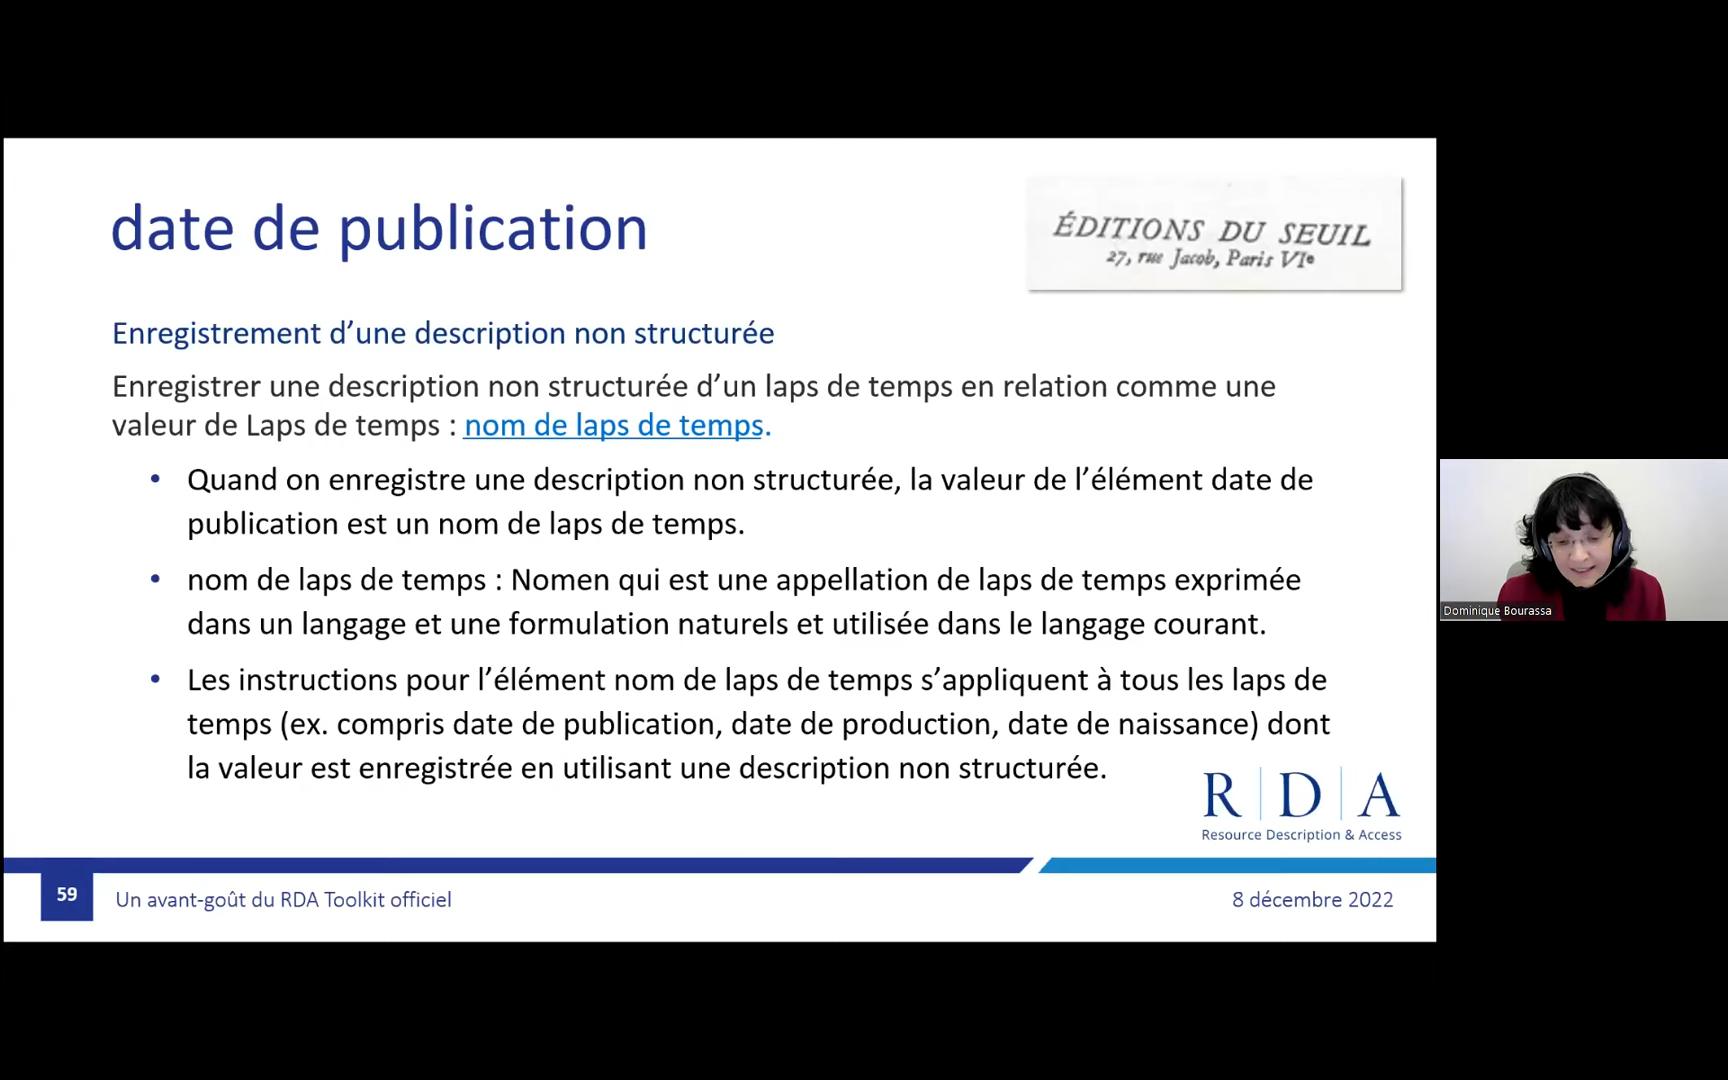 date de publication
ÉDITIONS DU SEUIL
27, rue Jacob, Paris VIe
Enregistrement d’une description non structurée
Enregistrer une description non structurée d’un laps de temps en relation comme une
valeur de Laps de temps : nom de laps de temps.
• Quand on enregistre une description non structurée, la valeur de l’élément date de
publication est un nom de laps de temps.
• nom de laps de temps : Nomen qui est une appellation de laps de temps exprimée
dans un langage et une formulation naturels et utilisée dans le langage courant.
• Les instructions pour l’élément nom de laps de temps s’appliquent à tous les laps de
temps (ex. compris date de publication, date de production, date de naissance) dont
la valeur est enregistrée en utilisant une description non structurée.
R D A
Resource Description & Access
59
Un avant-goût du RDA Toolkit officiel
8 décembre 2022
Dominique Bourassa